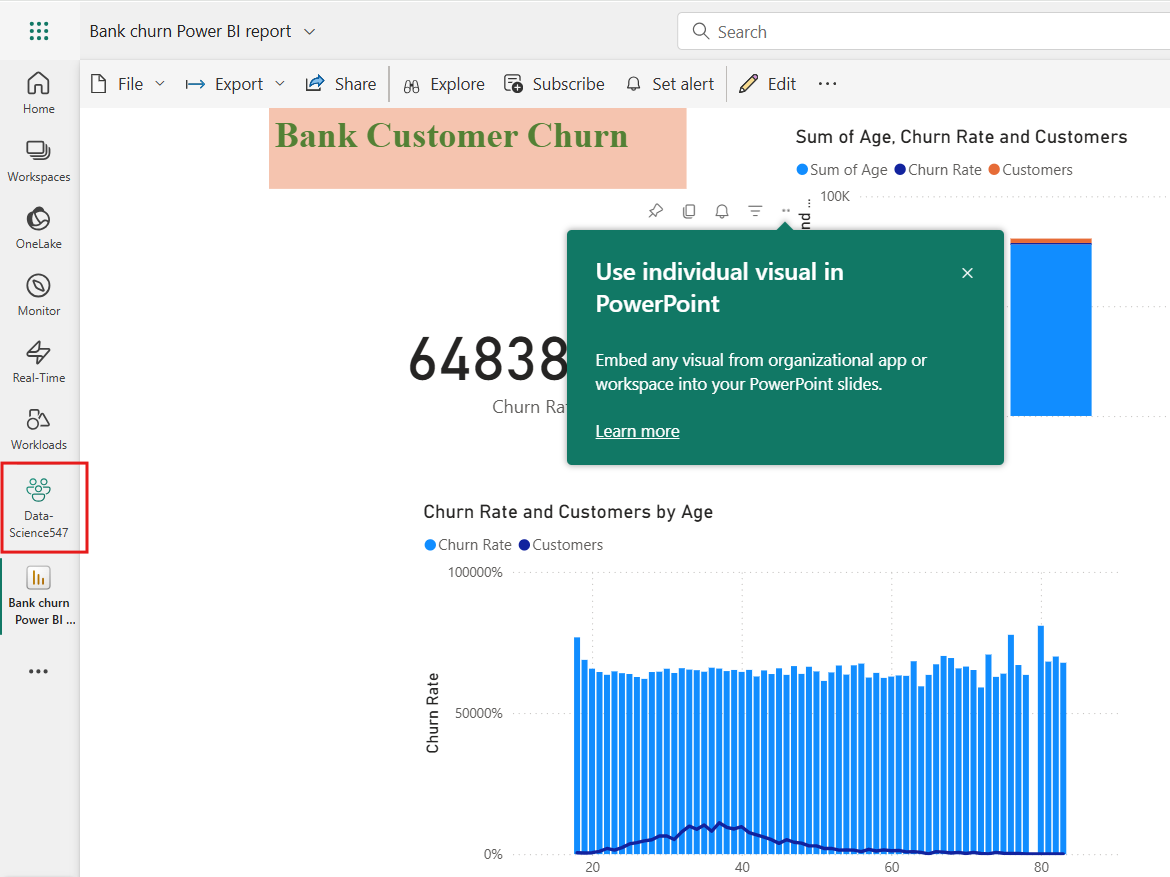 Bank churn Power BI report
Search
Home
Workspaces
OneLake
Monitor
Real-Time
Workloads
Data-
Science547
Bank churn
Power BI ...
File
Export
Share
Explore
Subscribe
Set alert
Edit
Bank Customer Churn
64838
Churn Rat
Use individual visual in
PowerPoint
Embed any visual from organizational app or
workspace into your PowerPoint slides.
Learn more
Sum of Age, Churn Rate and Customers
Sum of Age Churn Rate Customers
100K
nd ...
Churn Rate and Customers by Age
Churn Rate Customers
100000%
50000%
0%
Churn Rate
20 40 60 80